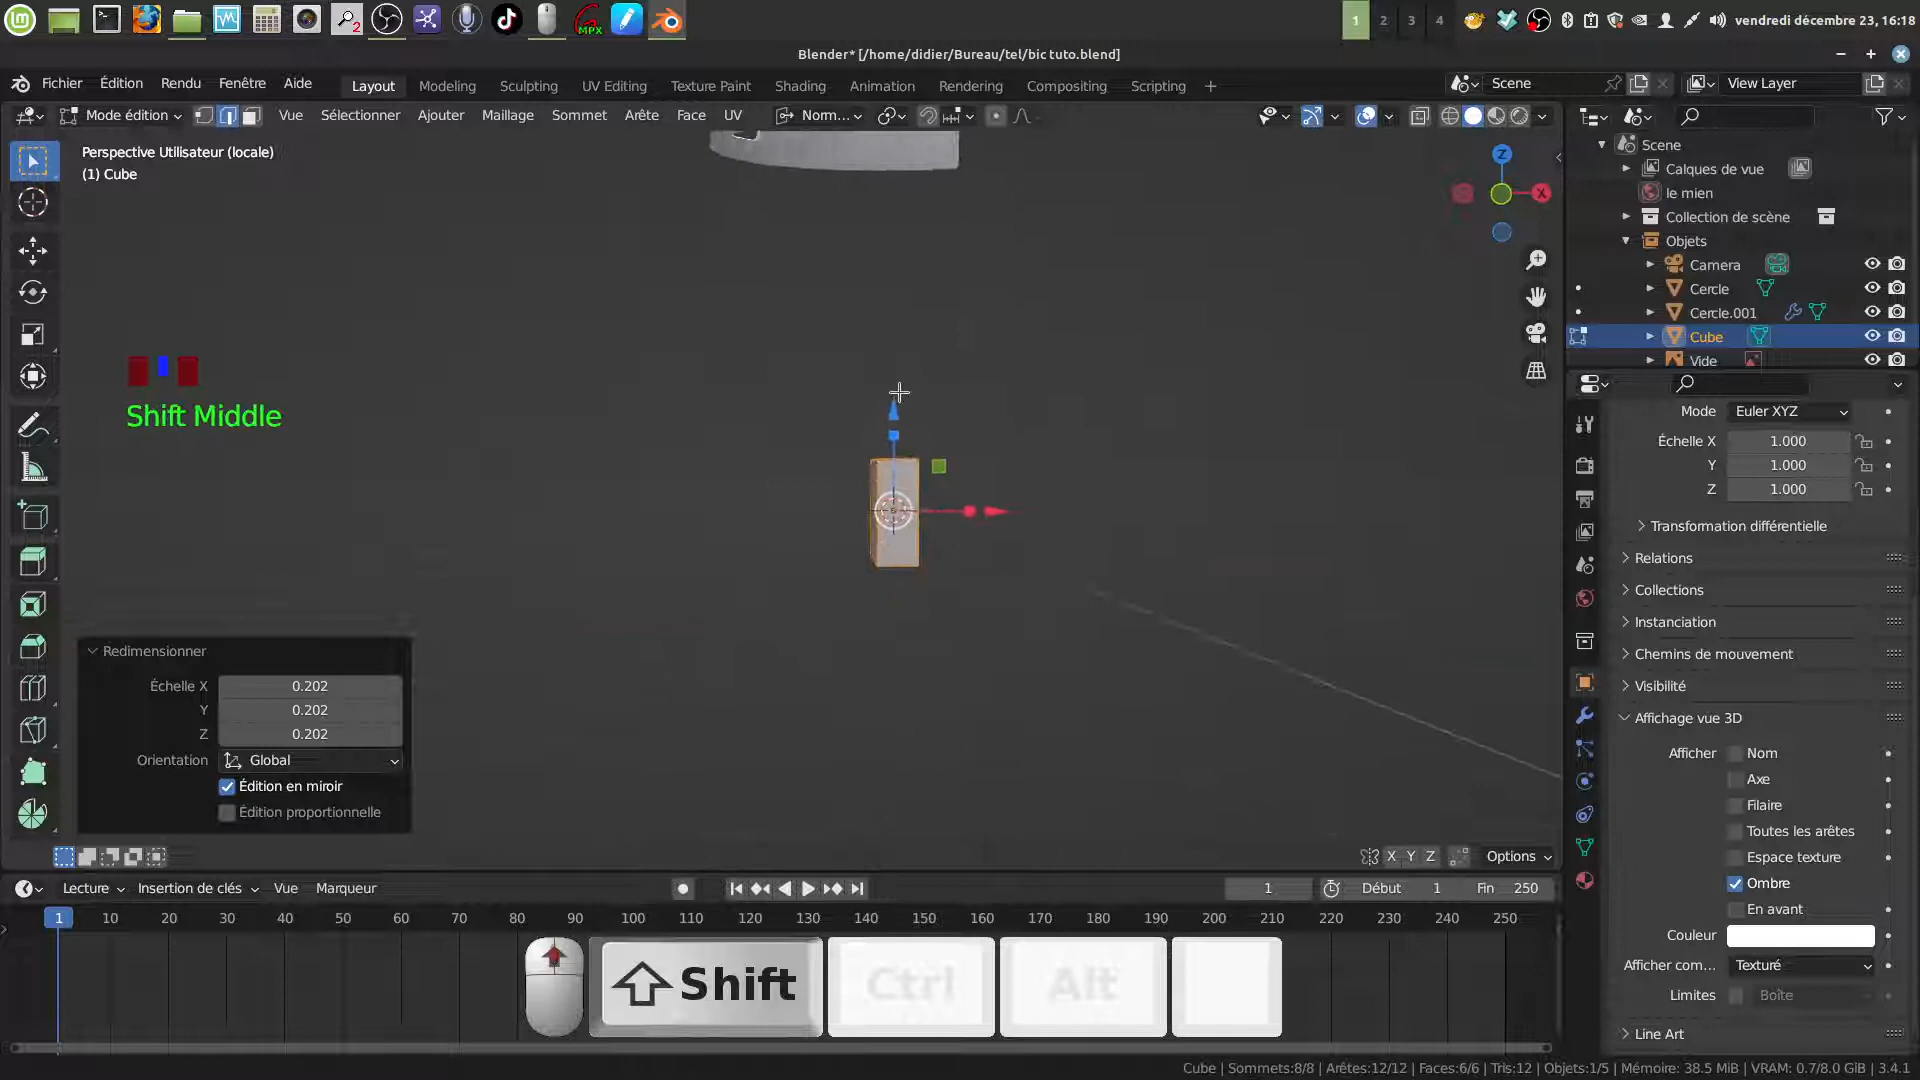 1 2 3 4 vendredi décembre 23, 16:18
Blender* [/home/didier/Bureau/tel/bic tuto.blend]
Fichier Édition Rendu Fenêtre Aide Layout Modeling Sculpting UV Editing Texture Paint Shading Animation Rendering Compositing Scripting + Scene View Layer
Mode édition Vue Sélectionner Ajouter Maillage Sommet Arête Face UV Norm...
Perspective Utilisateur (locale)
(1) Cube
Z
X
Shift Middle
Redimensionner
Échelle X 0.202
Y 0.202
Z 0.202
Orientation Global
Édition en miroir
Édition proportionnelle
X Y Z Options
Scene
Calques de vue
le mien
Collection de scène
Objets
Camera
Cercle
Cercle.001
Cube
Vide
Mode Euler XYZ
Échelle X 1.000
Y 1.000
Z 1.000
Transformation différentielle
Relations
Collections
Instanciation
Chemins de mouvement
Visibilité
Affichage vue 3D
Afficher Nom
Axe
Filaire
Toutes les arêtes
Espace texture
Ombre
En avant
Couleur
Afficher com... Texturé
Limites Boîte
Line Art
Lecture Insertion de clés Vue Marqueur 1 Début 1 Fin 250
1 10 20 30 40 50 60 70 80 90 100 110 120 130 140 150 160 170 180 190 200 210 220 230 240 250
Shift Ctrl Alt
Cube | Sommets:8/8 | Arêtes:12/12 | Faces:6/6 | Tris:12 | Objets:1/5 | Mémoire: 38.5 MiB | VRAM: 0.7/8.0 GiB | 3.4.1